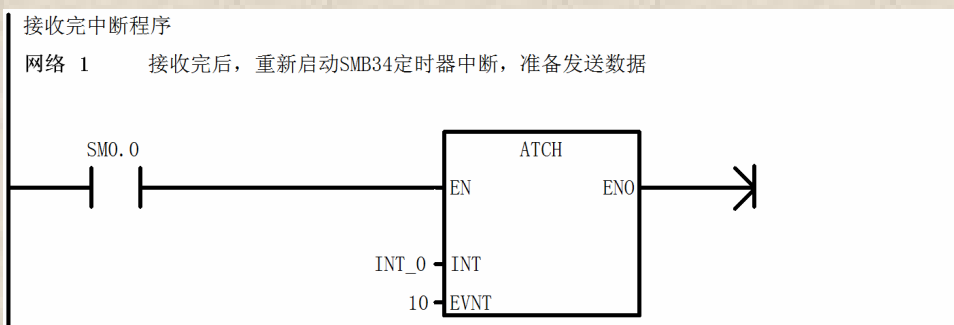 接收完中断程序
网络 1 接收完后，重新启动SMB34定时器中断，准备发送数据
SM0.0
ATCH
EN ENO
INT_0 INT
10 EVNT